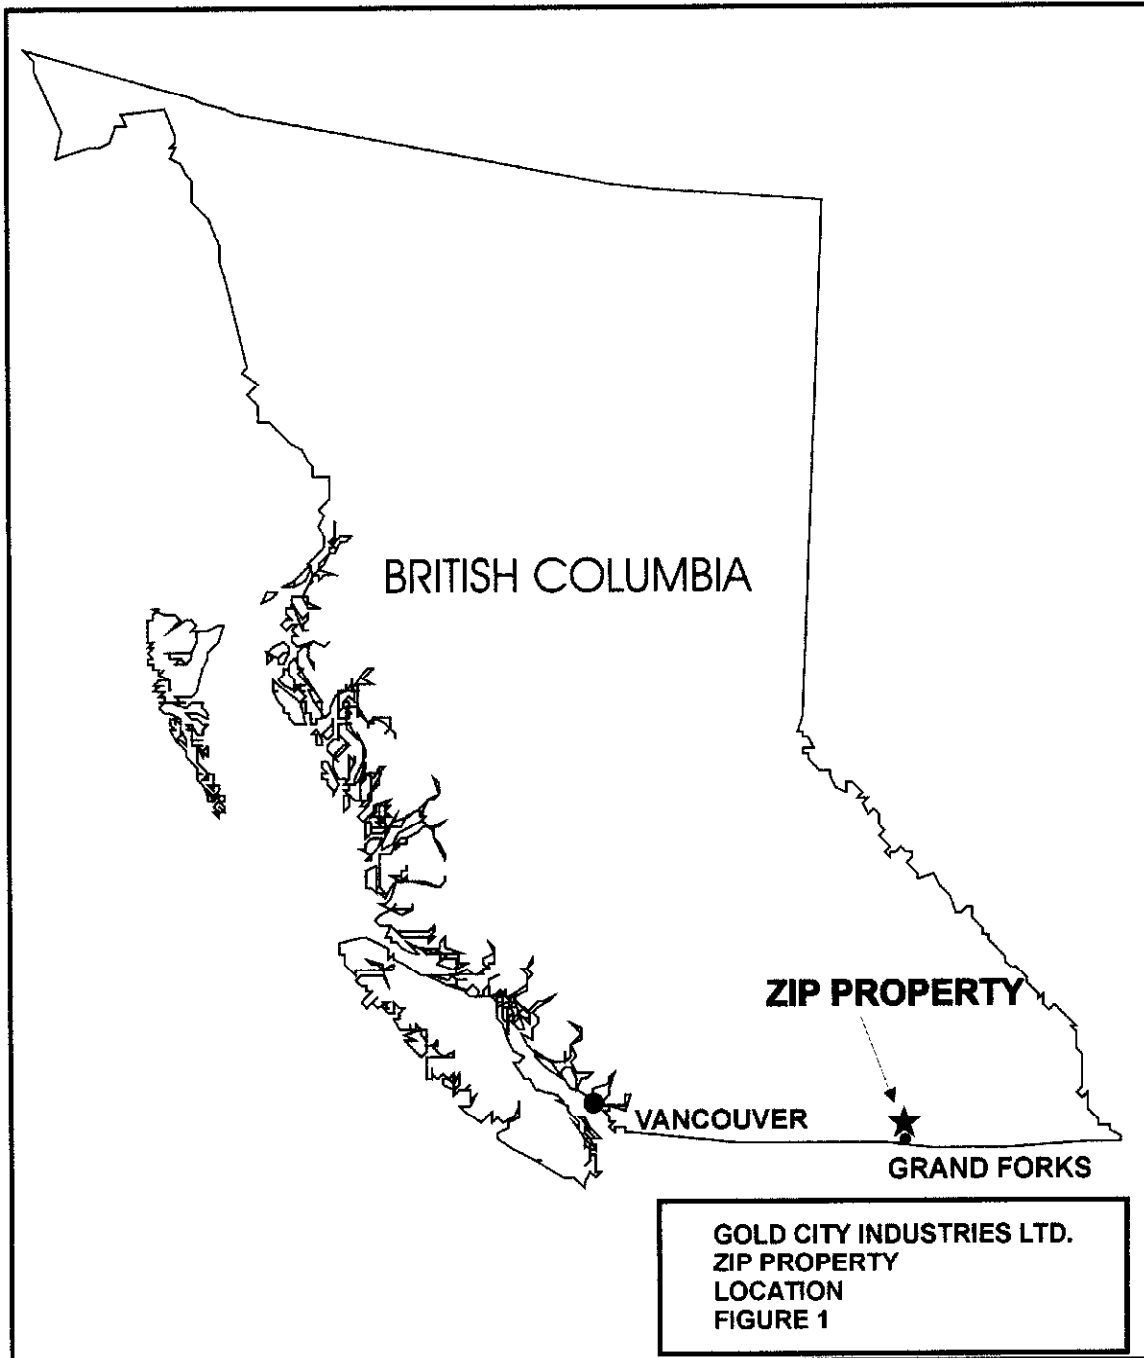 BRITISH COLUMBIA
ZIP PROPERTY
VANCOUVER
GRAND FORKS
GOLD CITY INDUSTRIES LTD.
ZIP PROPERTY
LOCATION
FIGURE 1